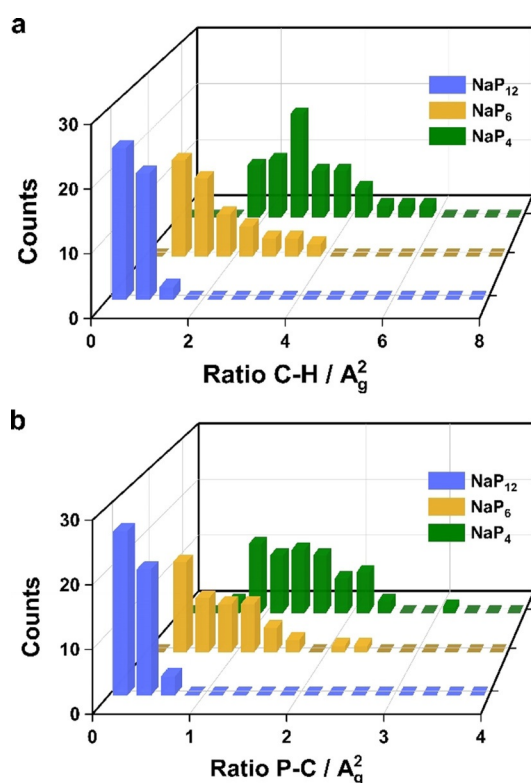 a
NaP₁₂
NaP₆
NaP₄
30
20
10
0
Counts
0 2 4 6 8
Ratio C-H / A²g
b
NaP₁₂
NaP₆
NaP₄
30
20
10
0
Counts
0 1 2 3 4
Ratio P-C / A²g